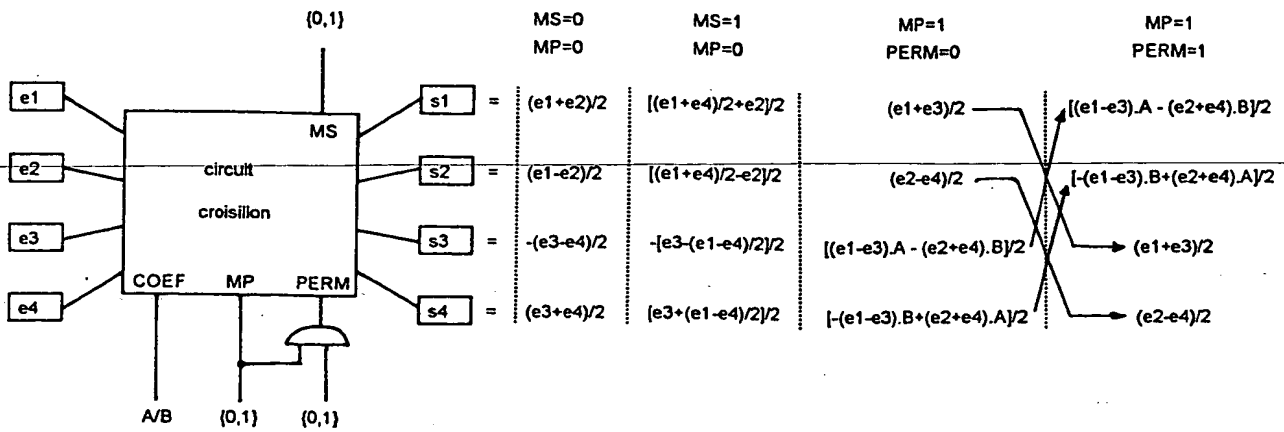 {0,1} MS=0 MS=1 MP=1 MP=1
MP=0 MP=0 PERM=0 PERM=1
e1 s1 = (e1+e2)/2 [(e1+e4)/2+e2]/2 (e1+e3)/2 [(e1-e3).A - (e2+e4).B]/2
MS
e2 circuit s2 = (e1-e2)/2 [(e1+e4)/2-e2]/2 (e2-e4)/2 [-(e1-e3).B+(e2+e4).A]/2
croisillon
e3 s3 = -(e3-e4)/2 -[e3-(e1-e4)/2]/2 [(e1-e3).A - (e2+e4).B]/2 (e1+e3)/2
COEF MP PERM
e4 s4 = (e3+e4)/2 [e3+(e1-e4)/2]/2 [-(e1-e3).B+(e2+e4).A]/2 (e2-e4)/2
A/B {0,1} {0,1}